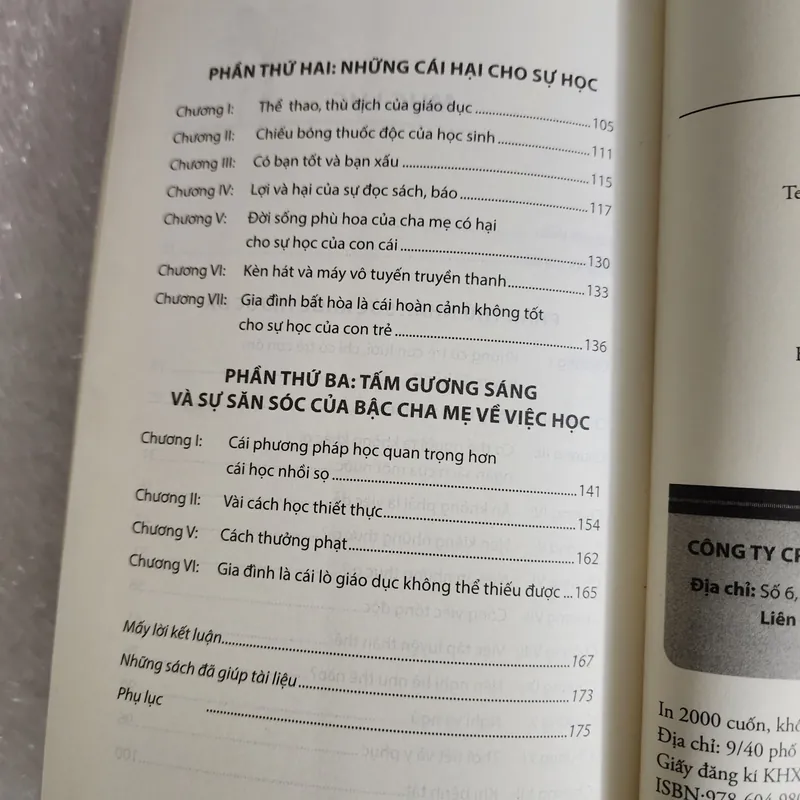 PHẦN THỨ HAI: NHỮNG CÁI HẠI CHO SỰ HỌC
Chương I: Thể thao, thù địch của giáo dục 105
Chương II: Chiếu bóng thuốc độc của học sinh 111
Chương III: Có bạn tốt và bạn xấu 115
Chương IV: Lợi và hại của sự đọc sách, báo 117
Chương V: Đời sống phù hoa của cha mẹ có hại
cho sự học của con cái 130
Chương VI: Kèn hát và máy vô tuyến truyền thanh 133
Chương VII: Gia đình bất hòa là cái hoàn cảnh không tốt
cho sự học của con trẻ 136
PHẦN THỨ BA: TẤM GƯƠNG SÁNG
VÀ SỰ SĂN SÓC CỦA BẬC CHA MẸ VỀ VIỆC HỌC
Chương I: Cái phương pháp học quan trọng hơn
cái học nhồi sọ 141
Chương II: Vài cách học thiết thực 154
Chương V: Cách thưởng phạt 162
Chương VI: Gia đình là cái lò giáo dục không thể thiếu được ... 165
Mấy lời kết luận 167
Những sách đã giúp tài liệu 173
Phụ lục 175
CÔNG TY CP
Địa chỉ: Số 6,
Liên
In 2000 cuốn, khổ
Địa chỉ: 9/40 phố
Giấy đăng kí KHX
ISBN:978-604-980